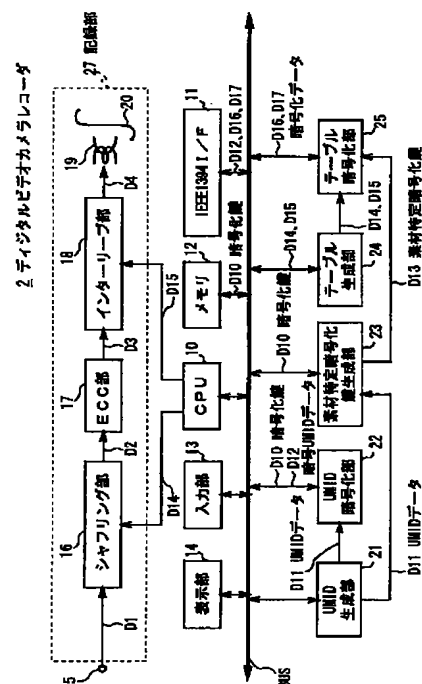 2 ディジタルビデオカメラレコーダ
27 記録部
5
D1
16
シャフリング部
D2
17
ECC部
D3
18
インターリーブ部
D4
19
20
D14
D15
14
表示部
13
入力部
10
CPU
12
メモリ
11
IEEE1394 I/F
D10 暗号化鍵
D12、D16、D17
BUS
D10 暗号化鍵
D12
暗号UMIDデータ
D10 暗号化鍵
D14、D15
D16、D17
暗号化データ
UMID
生成部
21
D11 UMIDデータ
UMID
暗号化部
22
素材特定暗号化
鍵生成部
23
テーブル
生成部
24
D14、D15
テーブル
暗号化部
25
D11 UMIDデータ
D13 素材特定暗号化鍵